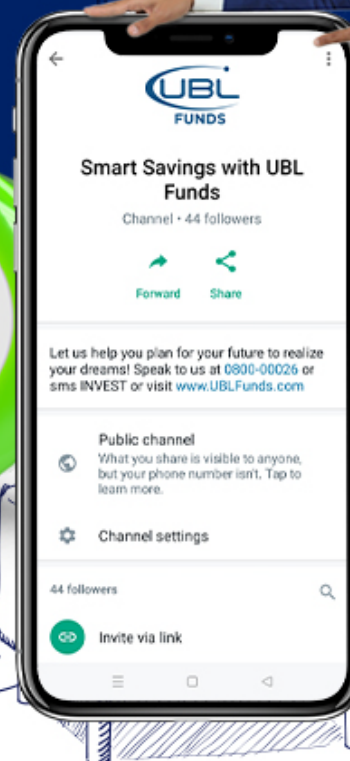 UBL
FUNDS
Smart Savings with UBL
Funds
Channel • 44 followers
Forward Share
Let us help you plan for your future to realize
your dreams! Speak to us at 0800-00026 or
sms INVEST or visit www.UBLFunds.com
Public channel
What you share is visible to anyone,
but your phone number isn't. Tap to
learn more.
Channel settings
44 followers
Invite via link